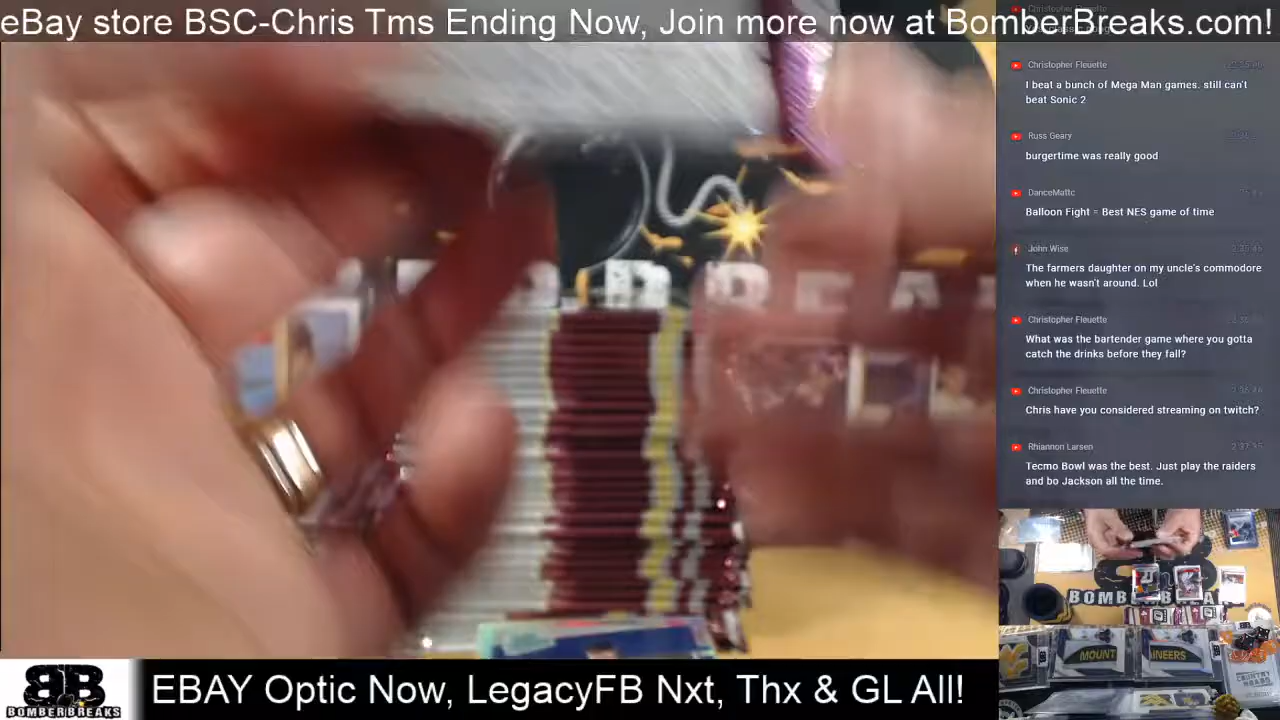 eBay store BSC-Chris Tms Ending Now, Join more now at BomberBreaks.com!
Christopher Fleuette
I beat a bunch of Mega Man games. still can't
beat Sonic 2
Russ Geary
burgertime was really good
DanceMattc
Balloon Fight = Best NES game of time
John Wise
The farmers daughter on my uncle's commodore
when he wasn't around. Lol
Christopher Fleuette
What was the bartender game where you gotta
catch the drinks before they fall?
Christopher Fleuette
Chris have you considered streaming on twitch?
Rhiannon Larsen
Tecmo Bowl was the best. Just play the raiders
and bo Jackson all the time.
MOUNT
AINEERS
BOMBERBREAKS
EBAY Optic Now, LegacyFB Nxt, Thx & GL All!